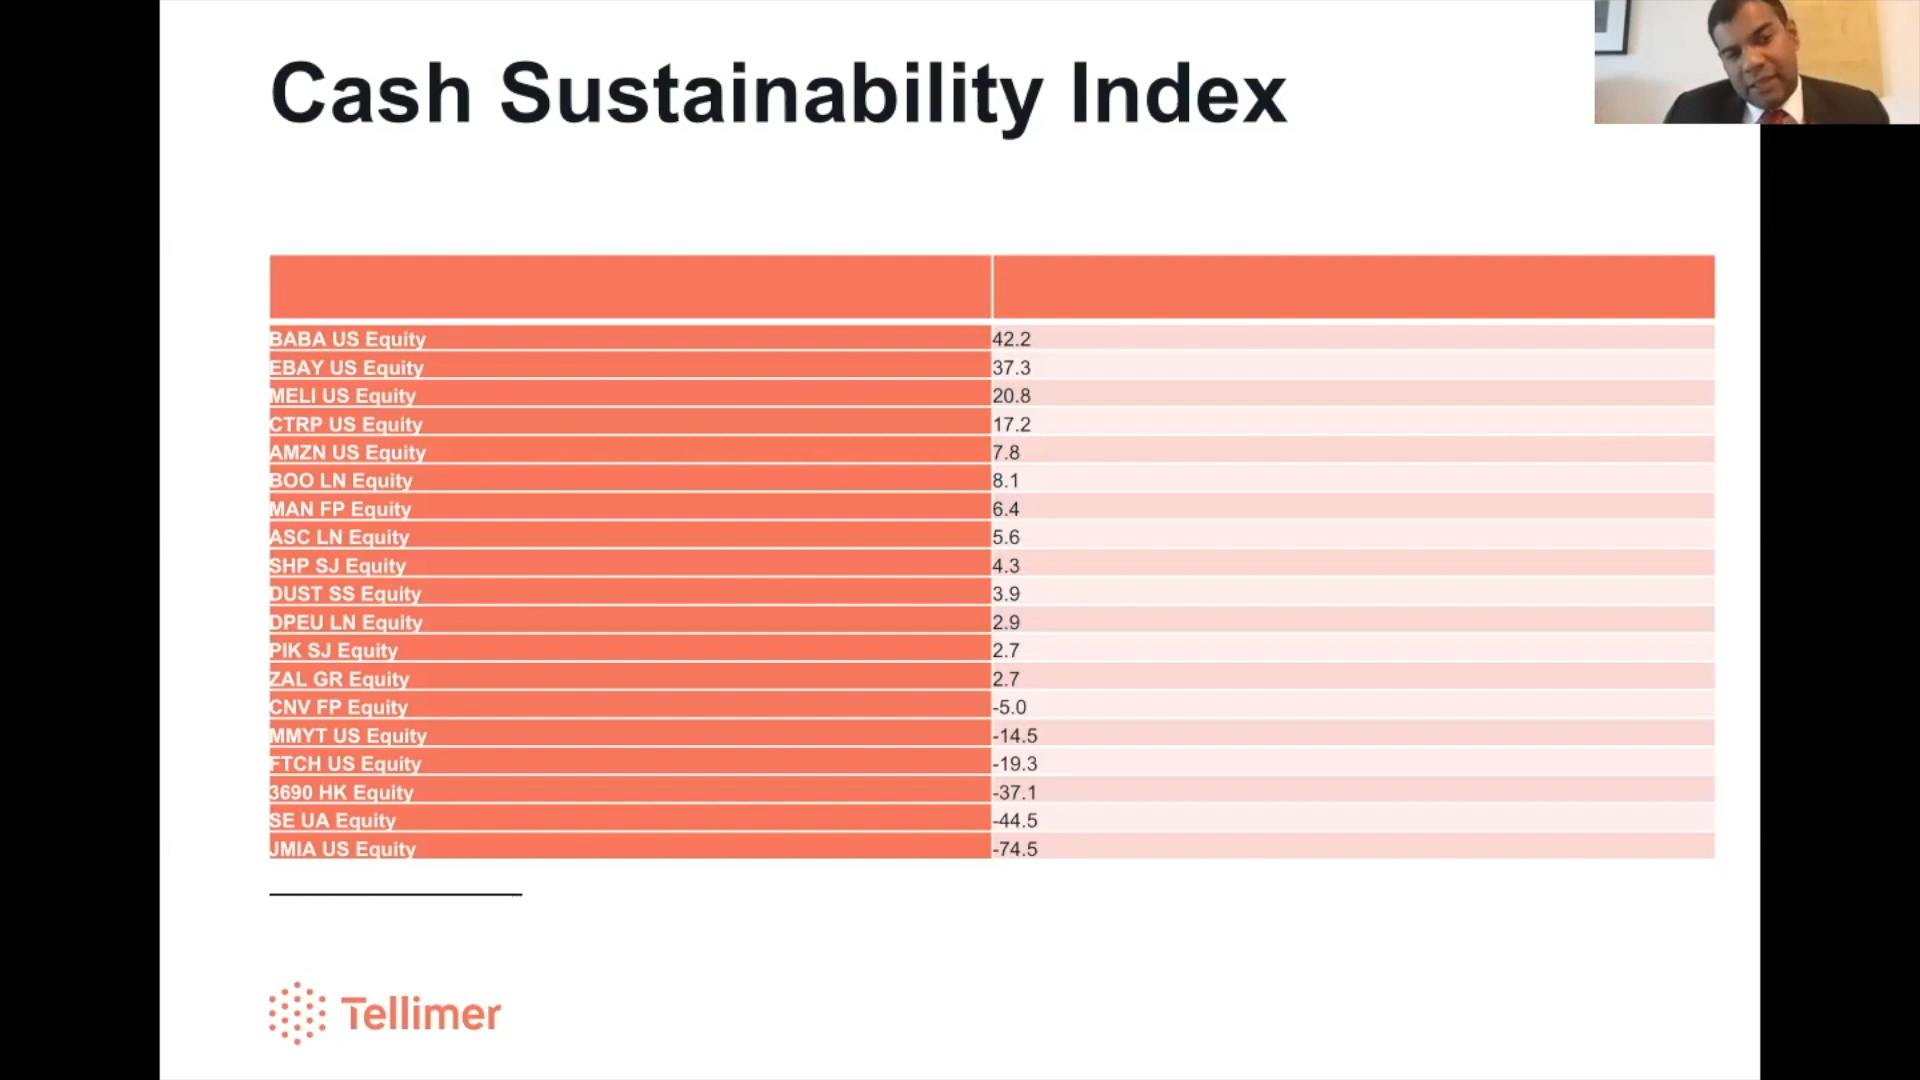 Cash Sustainability Index
BABA US Equity 42.2
EBAY US Equity 37.3
MELI US Equity 20.8
CTRP US Equity 17.2
AMZN US Equity 7.8
BOO LN Equity 8.1
MAN FP Equity 6.4
ASC LN Equity 5.6
SHP SJ Equity 4.3
DUST SS Equity 3.9
DPEU LN Equity 2.9
PIK SJ Equity 2.7
ZAL GR Equity 2.7
CNV FP Equity -5.0
MMYT US Equity -14.5
FTCH US Equity -19.3
3690 HK Equity -37.1
SE UA Equity -44.5
JMIA US Equity -74.5
Tellimer